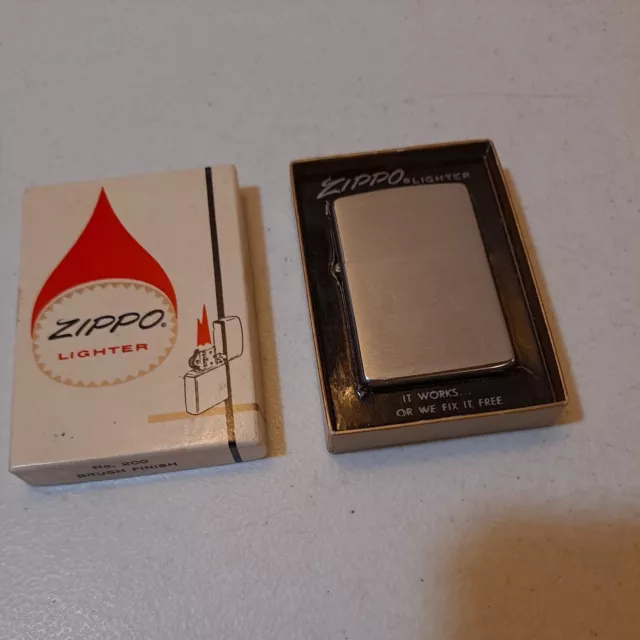 ZIPPO®
LIGHTER
No. 200
BRUSH FINISH
ZIPPO® LIGHTER
IT WORKS...
OR WE FIX IT FREE